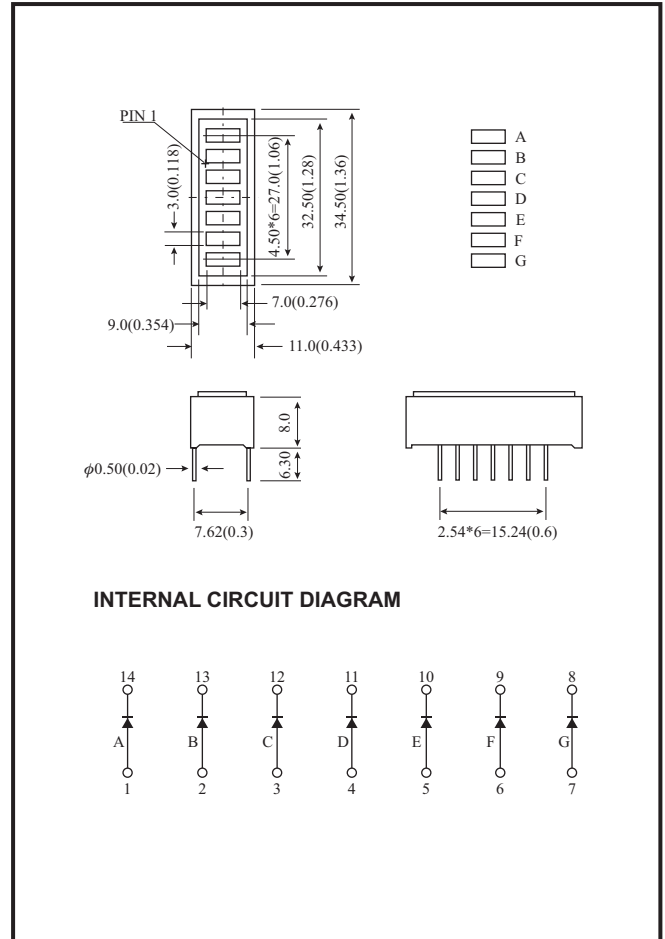 PIN 1
3.0(0.118)
4.50*6=27.0(1.06)
32.50(1.28)
34.50(1.36)
A
B
C
D
E
F
G
7.0(0.276)
9.0(0.354)
11.0(0.433)
8.0
6.30
ϕ0.50(0.02)
7.62(0.3)
2.54*6=15.24(0.6)
INTERNAL CIRCUIT DIAGRAM
14 13 12 11 10 9 8
A B C D E F G
1 2 3 4 5 6 7